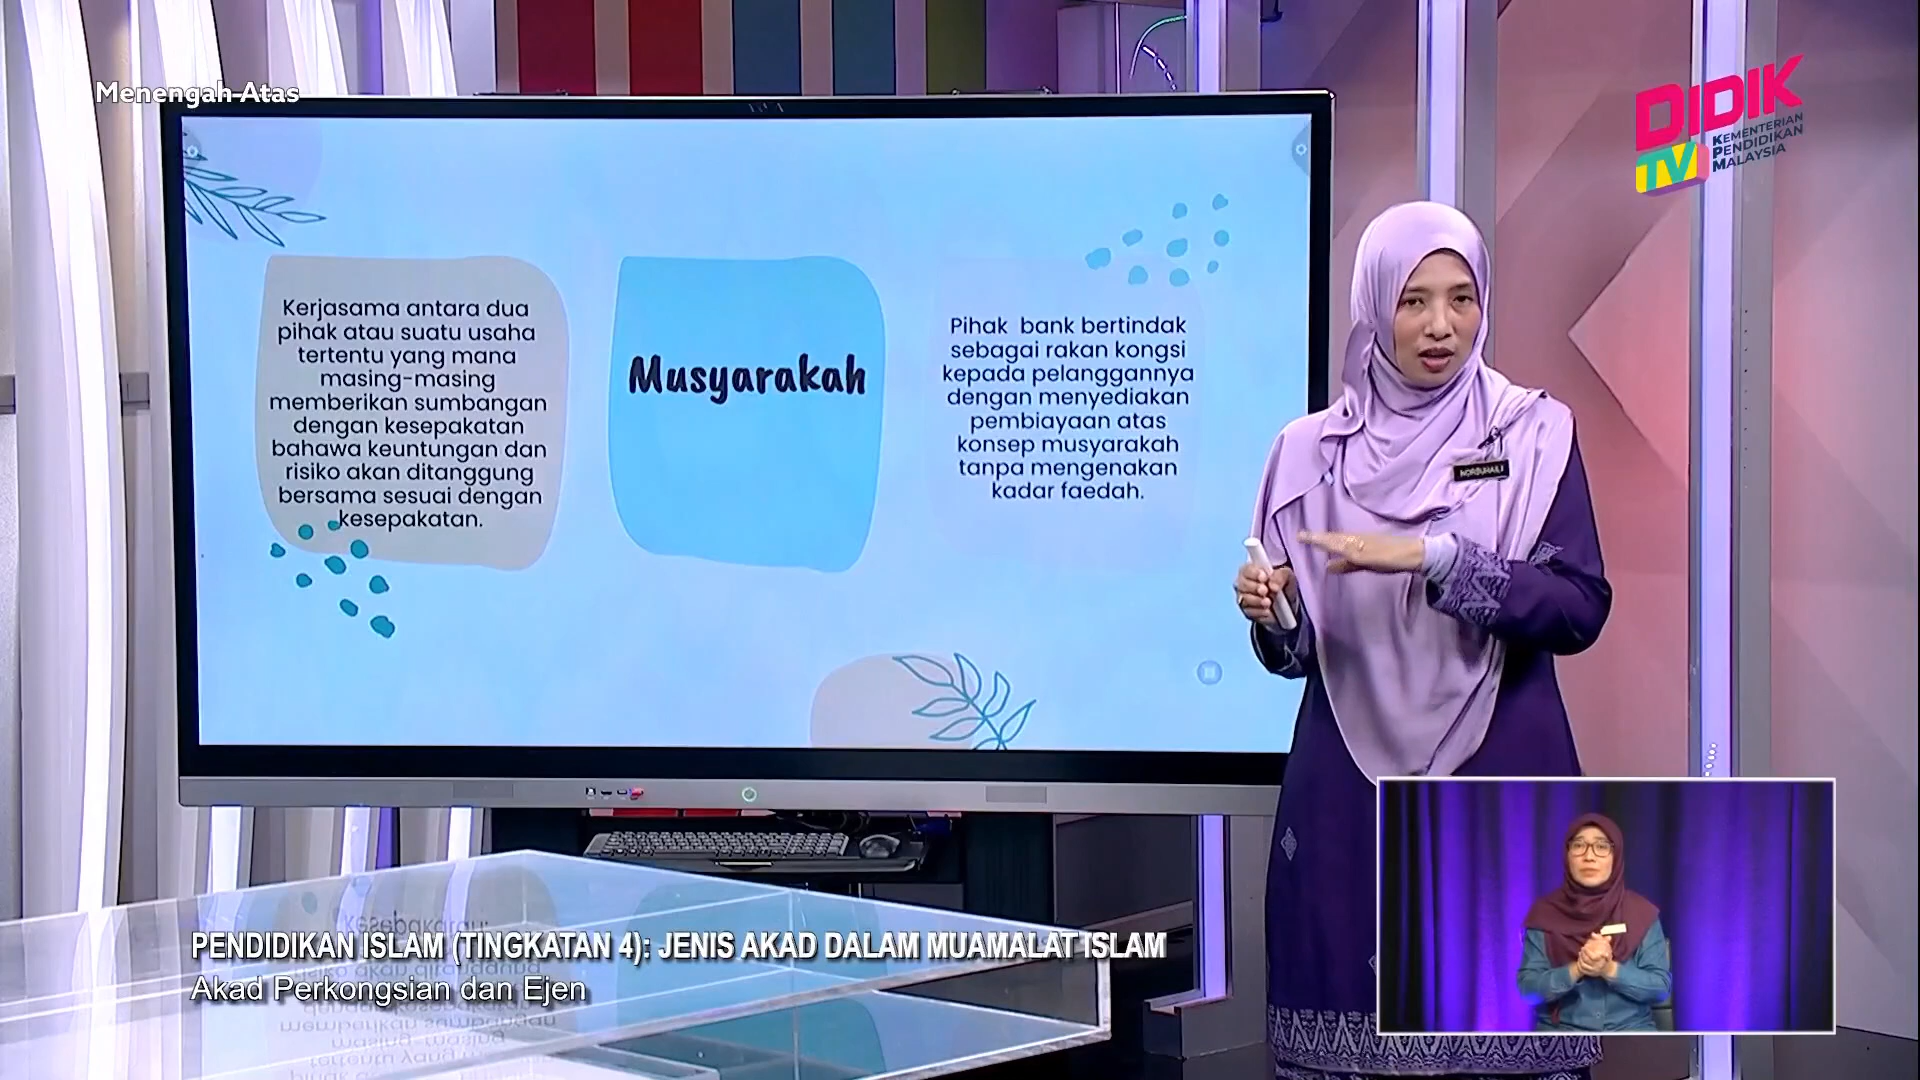 Menengah Atas
DIDIK
TV
KEMENTERIAN
PENDIDIKAN
MALAYSIA
Kerjasama antara dua
pihak atau suatu usaha
tertentu yang mana
masing-masing
memberikan sumbangan
dengan kesepakatan
bahawa keuntungan dan
risiko akan ditanggung
bersama sesuai dengan
kesepakatan.
Musyarakah
Pihak bank bertindak
sebagai rakan kongsi
kepada pelanggannya
dengan menyediakan
pembiayaan atas
konsep musyarakah
tanpa mengenakan
kadar faedah.
NORSUHAILI
PENDIDIKAN ISLAM (TINGKATAN 4): JENIS AKAD DALAM MUAMALAT ISLAM
Akad Perkongsian dan Ejen